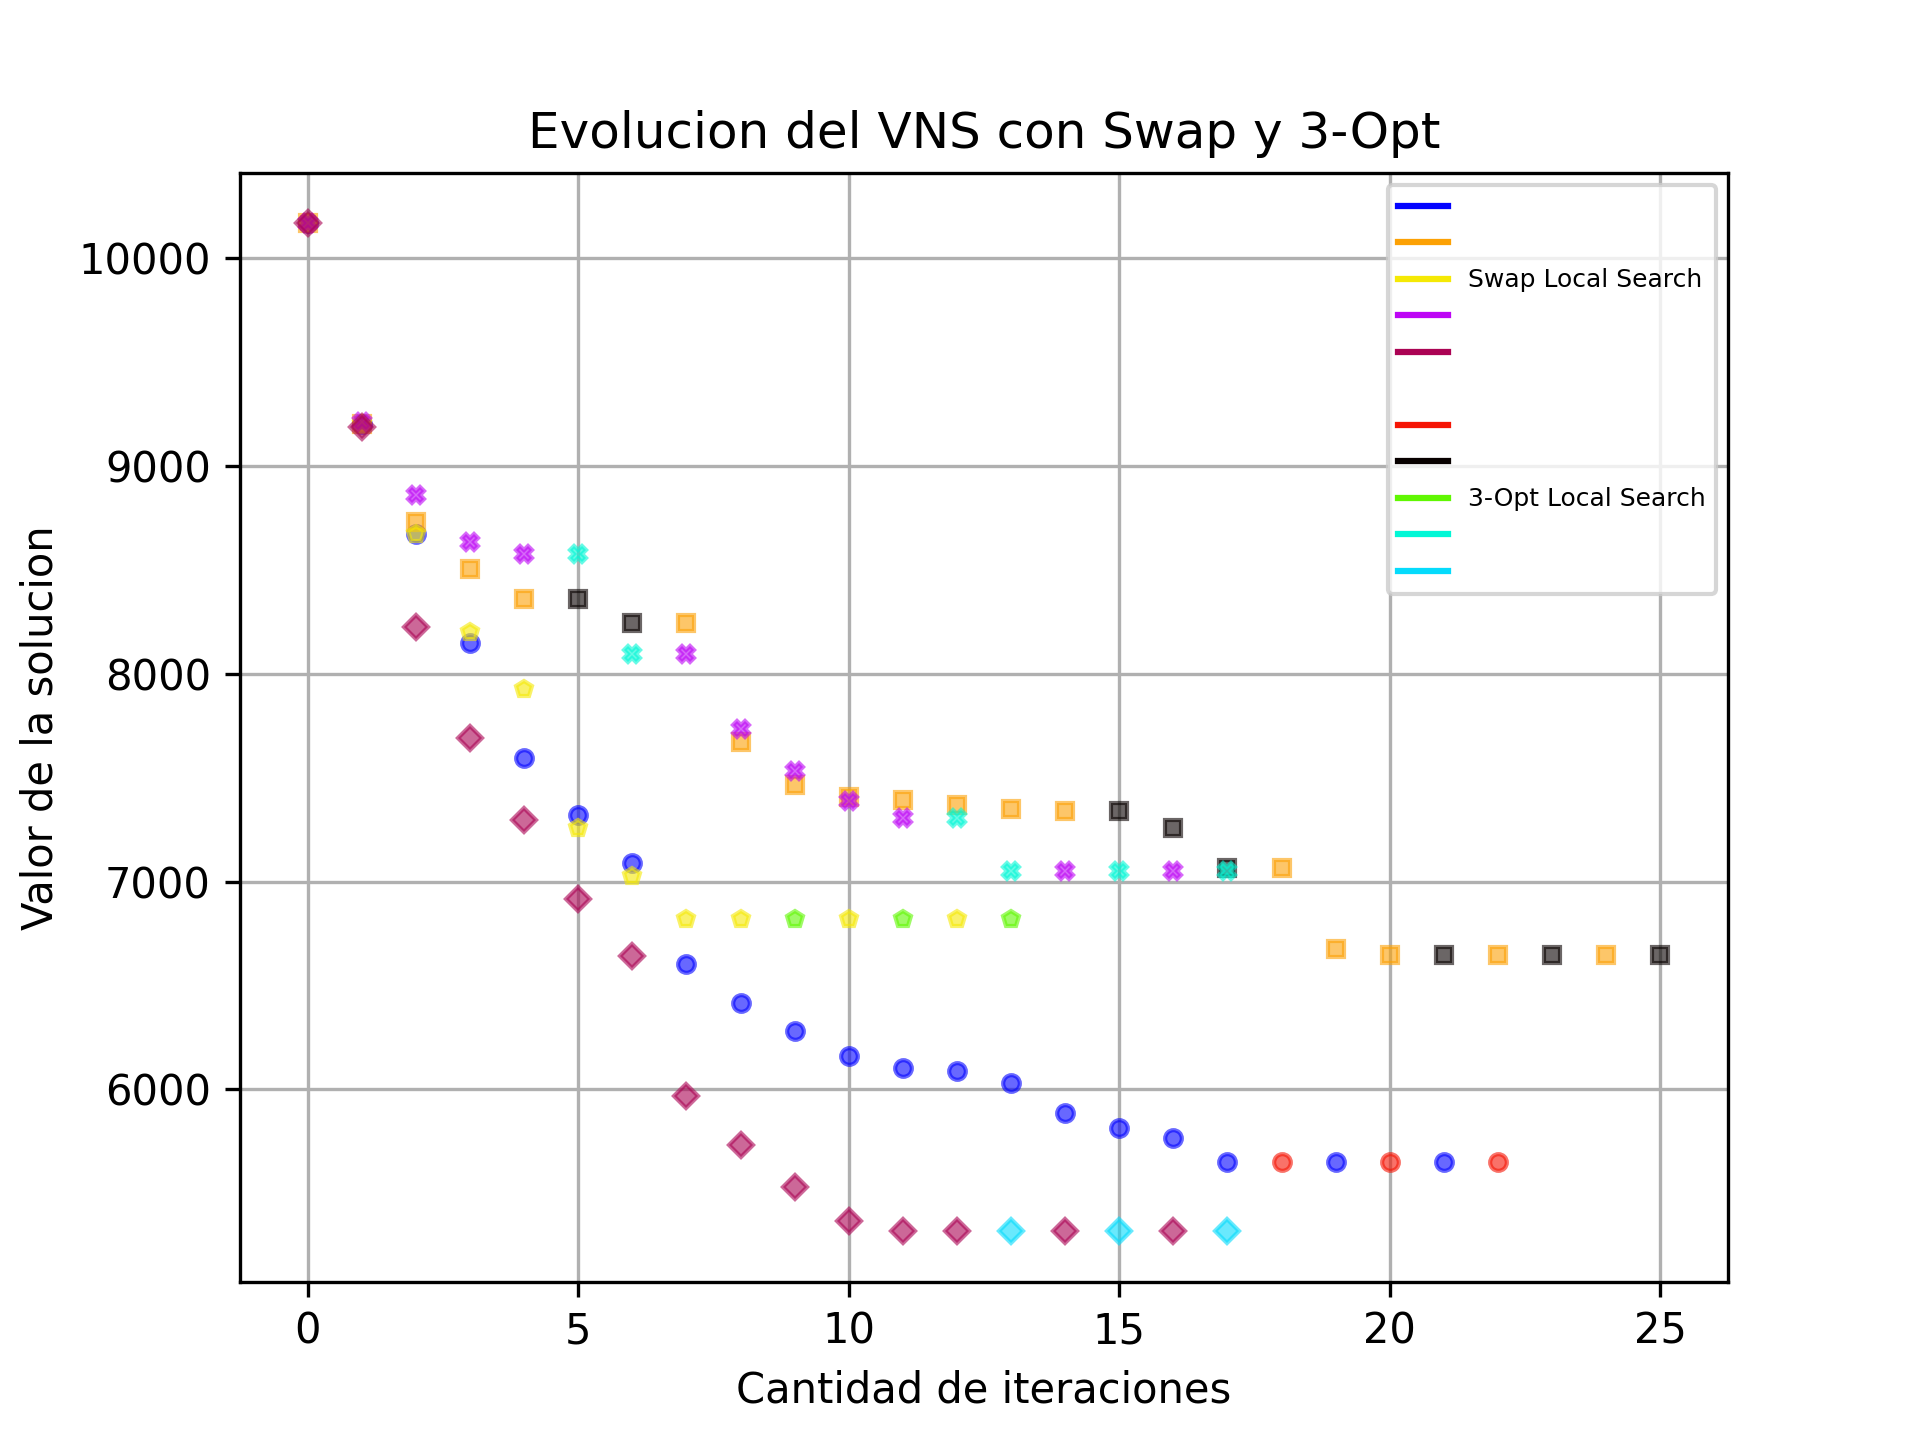 Evolucion del VNS con Swap y 3-Opt
Swap Local Search
3-Opt Local Search
Valor de la solucion
10000
9000
8000
7000
6000
0 5 10 15 20 25
Cantidad de iteraciones